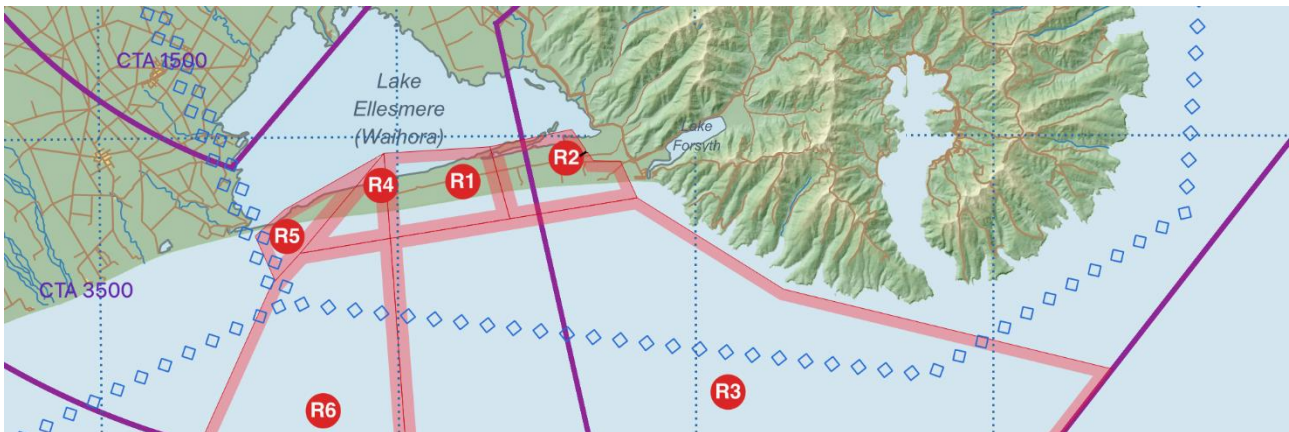 CTA 1500
Lake
Ellesmere
(Waihora)
Lake
Forsyth
R2
R4
R1
R5
CTA 3500
R3
R6